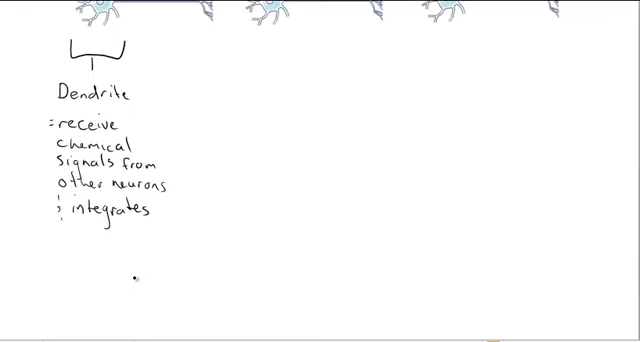 Dendrite
=receive
chemical
signals from
other neurons
; integrates